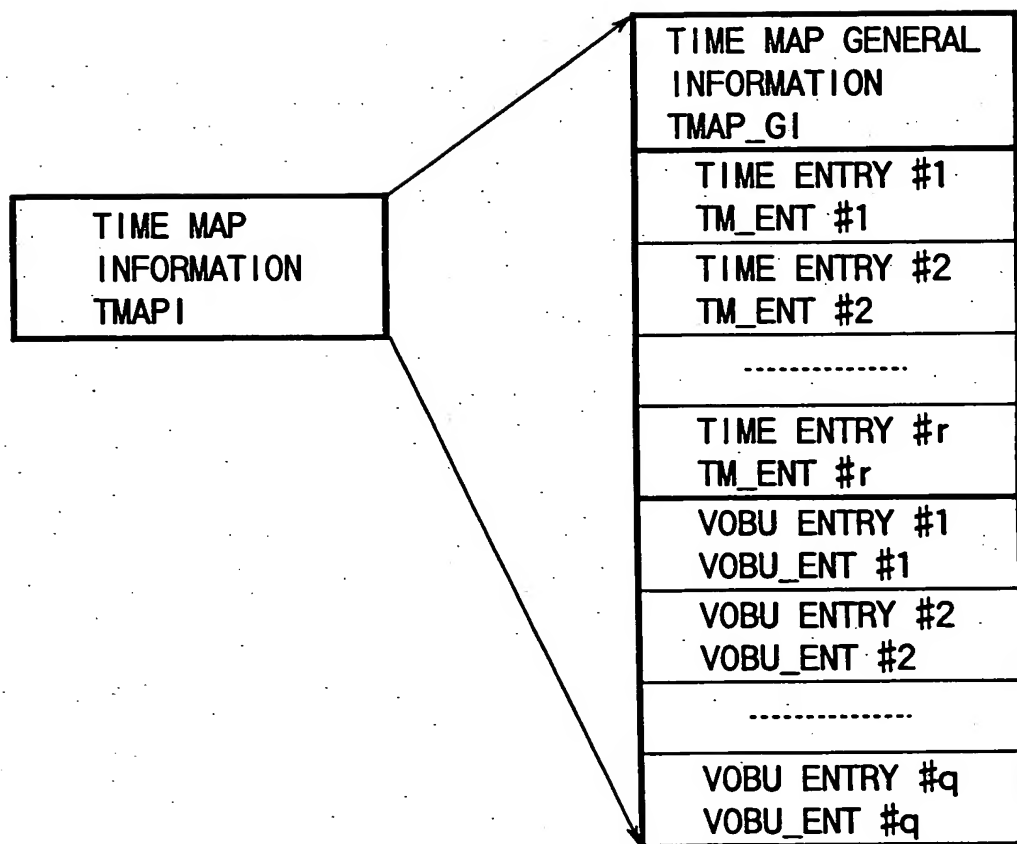 TIME MAP
INFORMATION
TMAPI
TIME MAP GENERAL
INFORMATION
TMAP_GI
TIME ENTRY #1
TM_ENT #1
TIME ENTRY #2
TM_ENT #2
TIME ENTRY #r
TM_ENT #r
VOBU ENTRY #1
VOBU_ENT #1
VOBU ENTRY #2
VOBU_ENT #2
VOBU ENTRY #q
VOBU_ENT #q